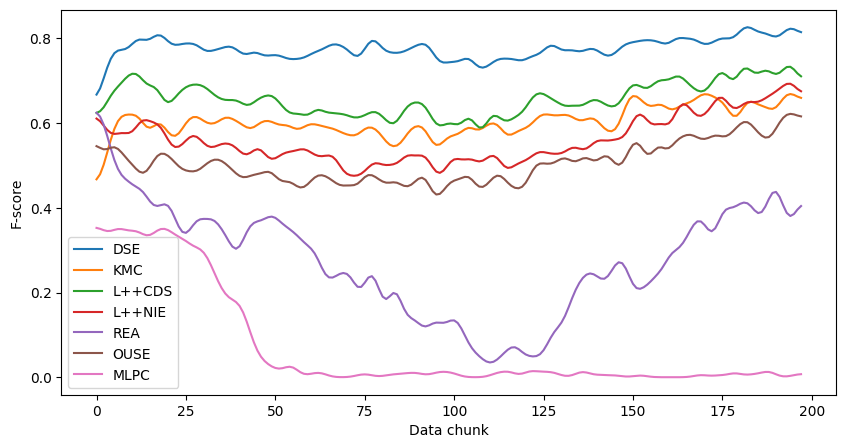 F-score
0.8
0.6
0.4
0.2
0.0
DSE
KMC
L++CDS
L++NIE
REA
OUSE
MLPC
0 25 50 75 100 125 150 175 200
Data chunk